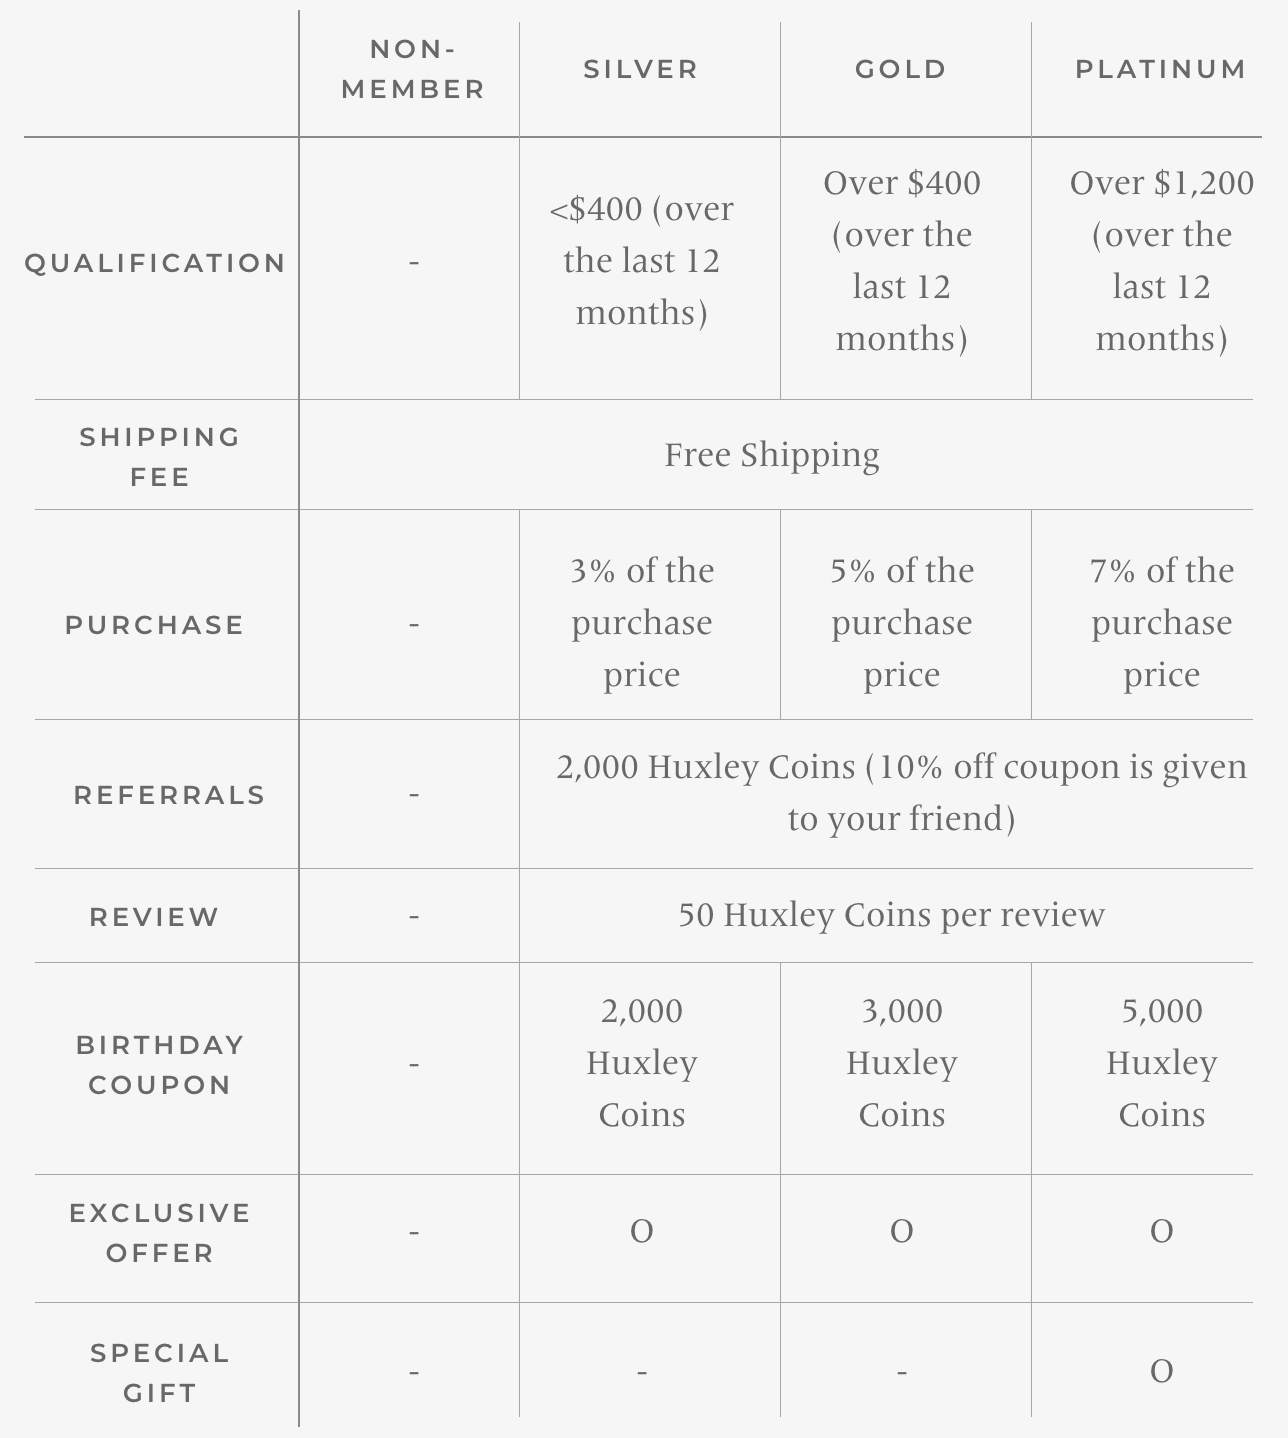 NON-
MEMBER
SILVER
GOLD
PLATINUM
QUALIFICATION
-
<$400 (over
the last 12
months)
Over $400
(over the
last 12
months)
Over $1,200
(over the
last 12
months)
SHIPPING
FEE
Free Shipping
PURCHASE
-
3% of the
purchase
price
5% of the
purchase
price
7% of the
purchase
price
REFERRALS
-
2,000 Huxley Coins (10% off coupon is given
to your friend)
REVIEW
-
50 Huxley Coins per review
BIRTHDAY
COUPON
-
2,000
Huxley
Coins
3,000
Huxley
Coins
5,000
Huxley
Coins
EXCLUSIVE
OFFER
-
O
O
O
SPECIAL
GIFT
-
-
-
O